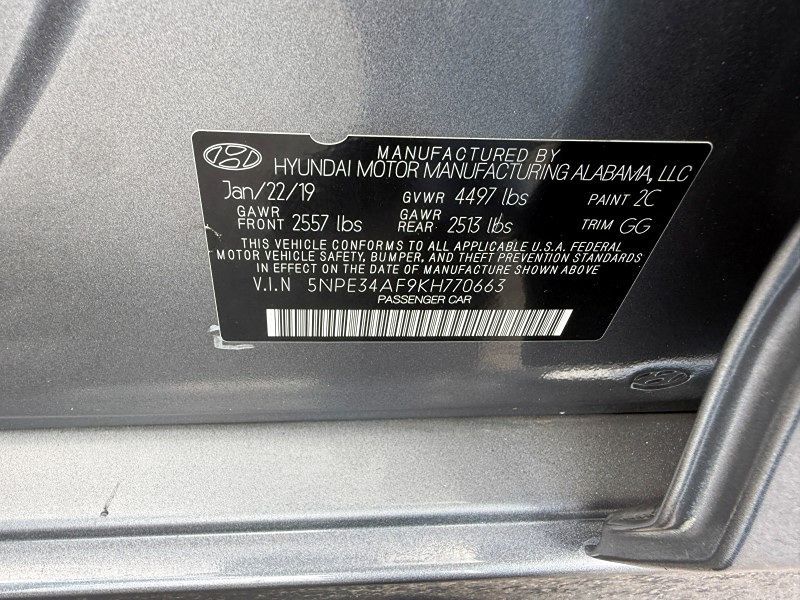 MANUFACTURED BY
HYUNDAI MOTOR MANUFACTURING ALABAMA, LLC
Jan/22/19 GVWR 4497 lbs PAINT 2C
GAWR FRONT 2557 lbs GAWR REAR 2513 lbs TRIM GG
THIS VEHICLE CONFORMS TO ALL APPLICABLE U.S.A. FEDERAL
MOTOR VEHICLE SAFETY, BUMPER, AND THEFT PREVENTION STANDARDS
IN EFFECT ON THE DATE OF MANUFACTURE SHOWN ABOVE
V.I.N 5NPE34AF9KH770663
PASSENGER CAR